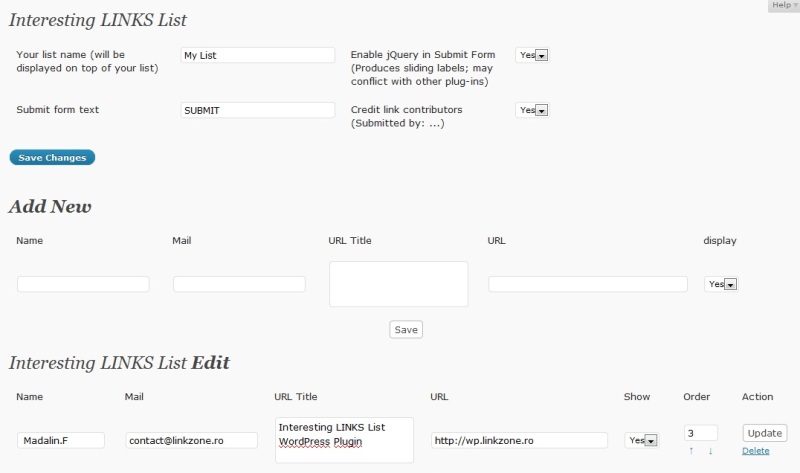 Help
Interesting LINKS List
Your list name (will be
displayed on top of your list)
My List
Enable jQuery in Submit Form
(Produces sliding labels; may
conflict with other plug-ins)
Yes
Submit form text
SUBMIT
Credit link contributors
(Submitted by: ...)
Yes
Save Changes
Add New
Name Mail URL Title URL display
Yes
Save
Interesting LINKS List Edit
Name Mail URL Title URL Show Order Action
Madalin.F contact@linkzone.ro
Interesting LINKS List
WordPress Plugin
http://wp.linkzone.ro Yes 3 Update
↑ ↓ Delete